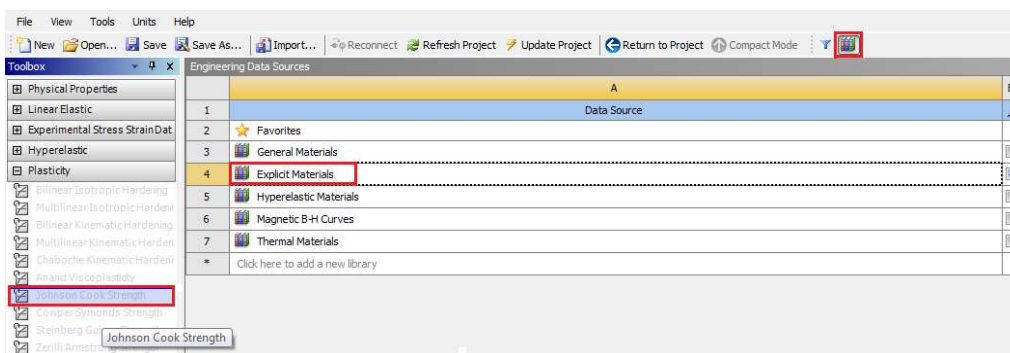 File View Tools Units Help
New Open... Save Save As... Import... Reconnect Refresh Project Update Project Return to Project Compact Mode
Toolbox
Engineering Data Sources
Physical Properties
Linear Elastic
Experimental Stress Strain Dat
Hyperelastic
Plasticity
Bilinear Isotropic Hardening
Multilinear Isotropic Hardeni
Bilinear Kinematic Hardening
Multilinear Kinematic Harden
Chaboche Kinematic Hardeni
Anand Viscoplasticity
Johnson Cook Strength
Cowper Symonds Strength
Steinberg
Johnson Cook Strength
Zerilli Armstrong
A
1 Data Source
2 Favorites
3 General Materials
4 Explicit Materials
5 Hyperelastic Materials
6 Magnetic B-H Curves
7 Thermal Materials
* Click here to add a new library